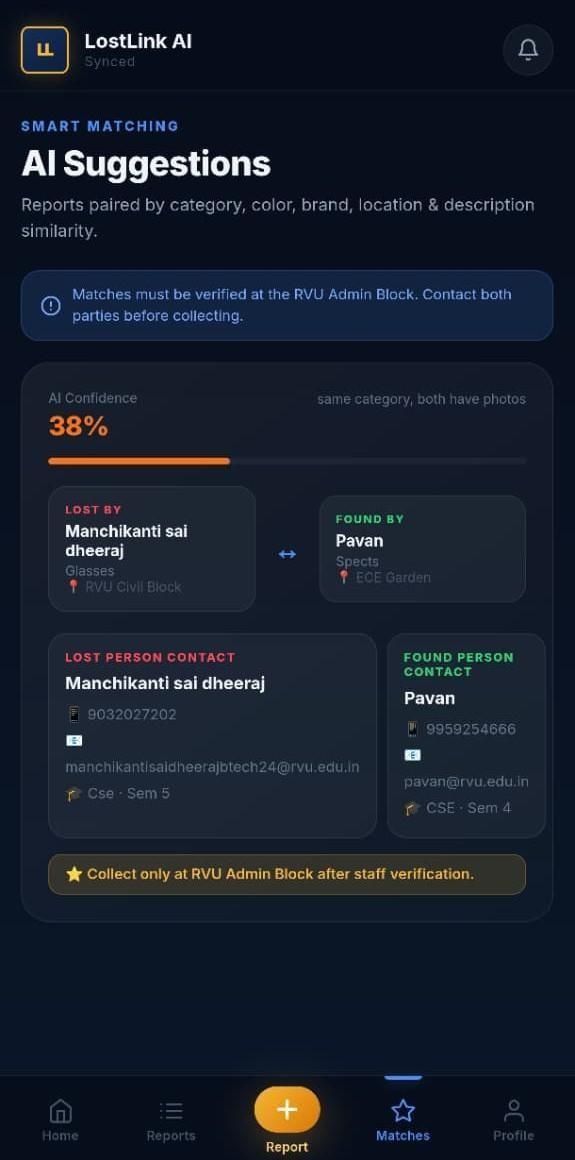 LostLink AI
Synced
SMART MATCHING
AI Suggestions
Reports paired by category, color, brand, location & description
similarity.
Matches must be verified at the RVU Admin Block. Contact both
parties before collecting.
AI Confidence
same category, both have photos
38%
LOST BY
Manchikanti sai
dheeraj
Glasses
📍 RVU Civil Block
↔
FOUND BY
Pavan
Spects
📍 ECE Garden
LOST PERSON CONTACT
Manchikanti sai dheeraj
📱 9032027202
📧
manchikantisaidheerajbtech24@rvu.edu.in
🎓 Cse · Sem 5
FOUND PERSON
CONTACT
Pavan
📱 9959254666
📧
pavan@rvu.edu.in
🎓 CSE · Sem 4
⭐ Collect only at RVU Admin Block after staff verification.
Home
Reports
Report
Matches
Profile